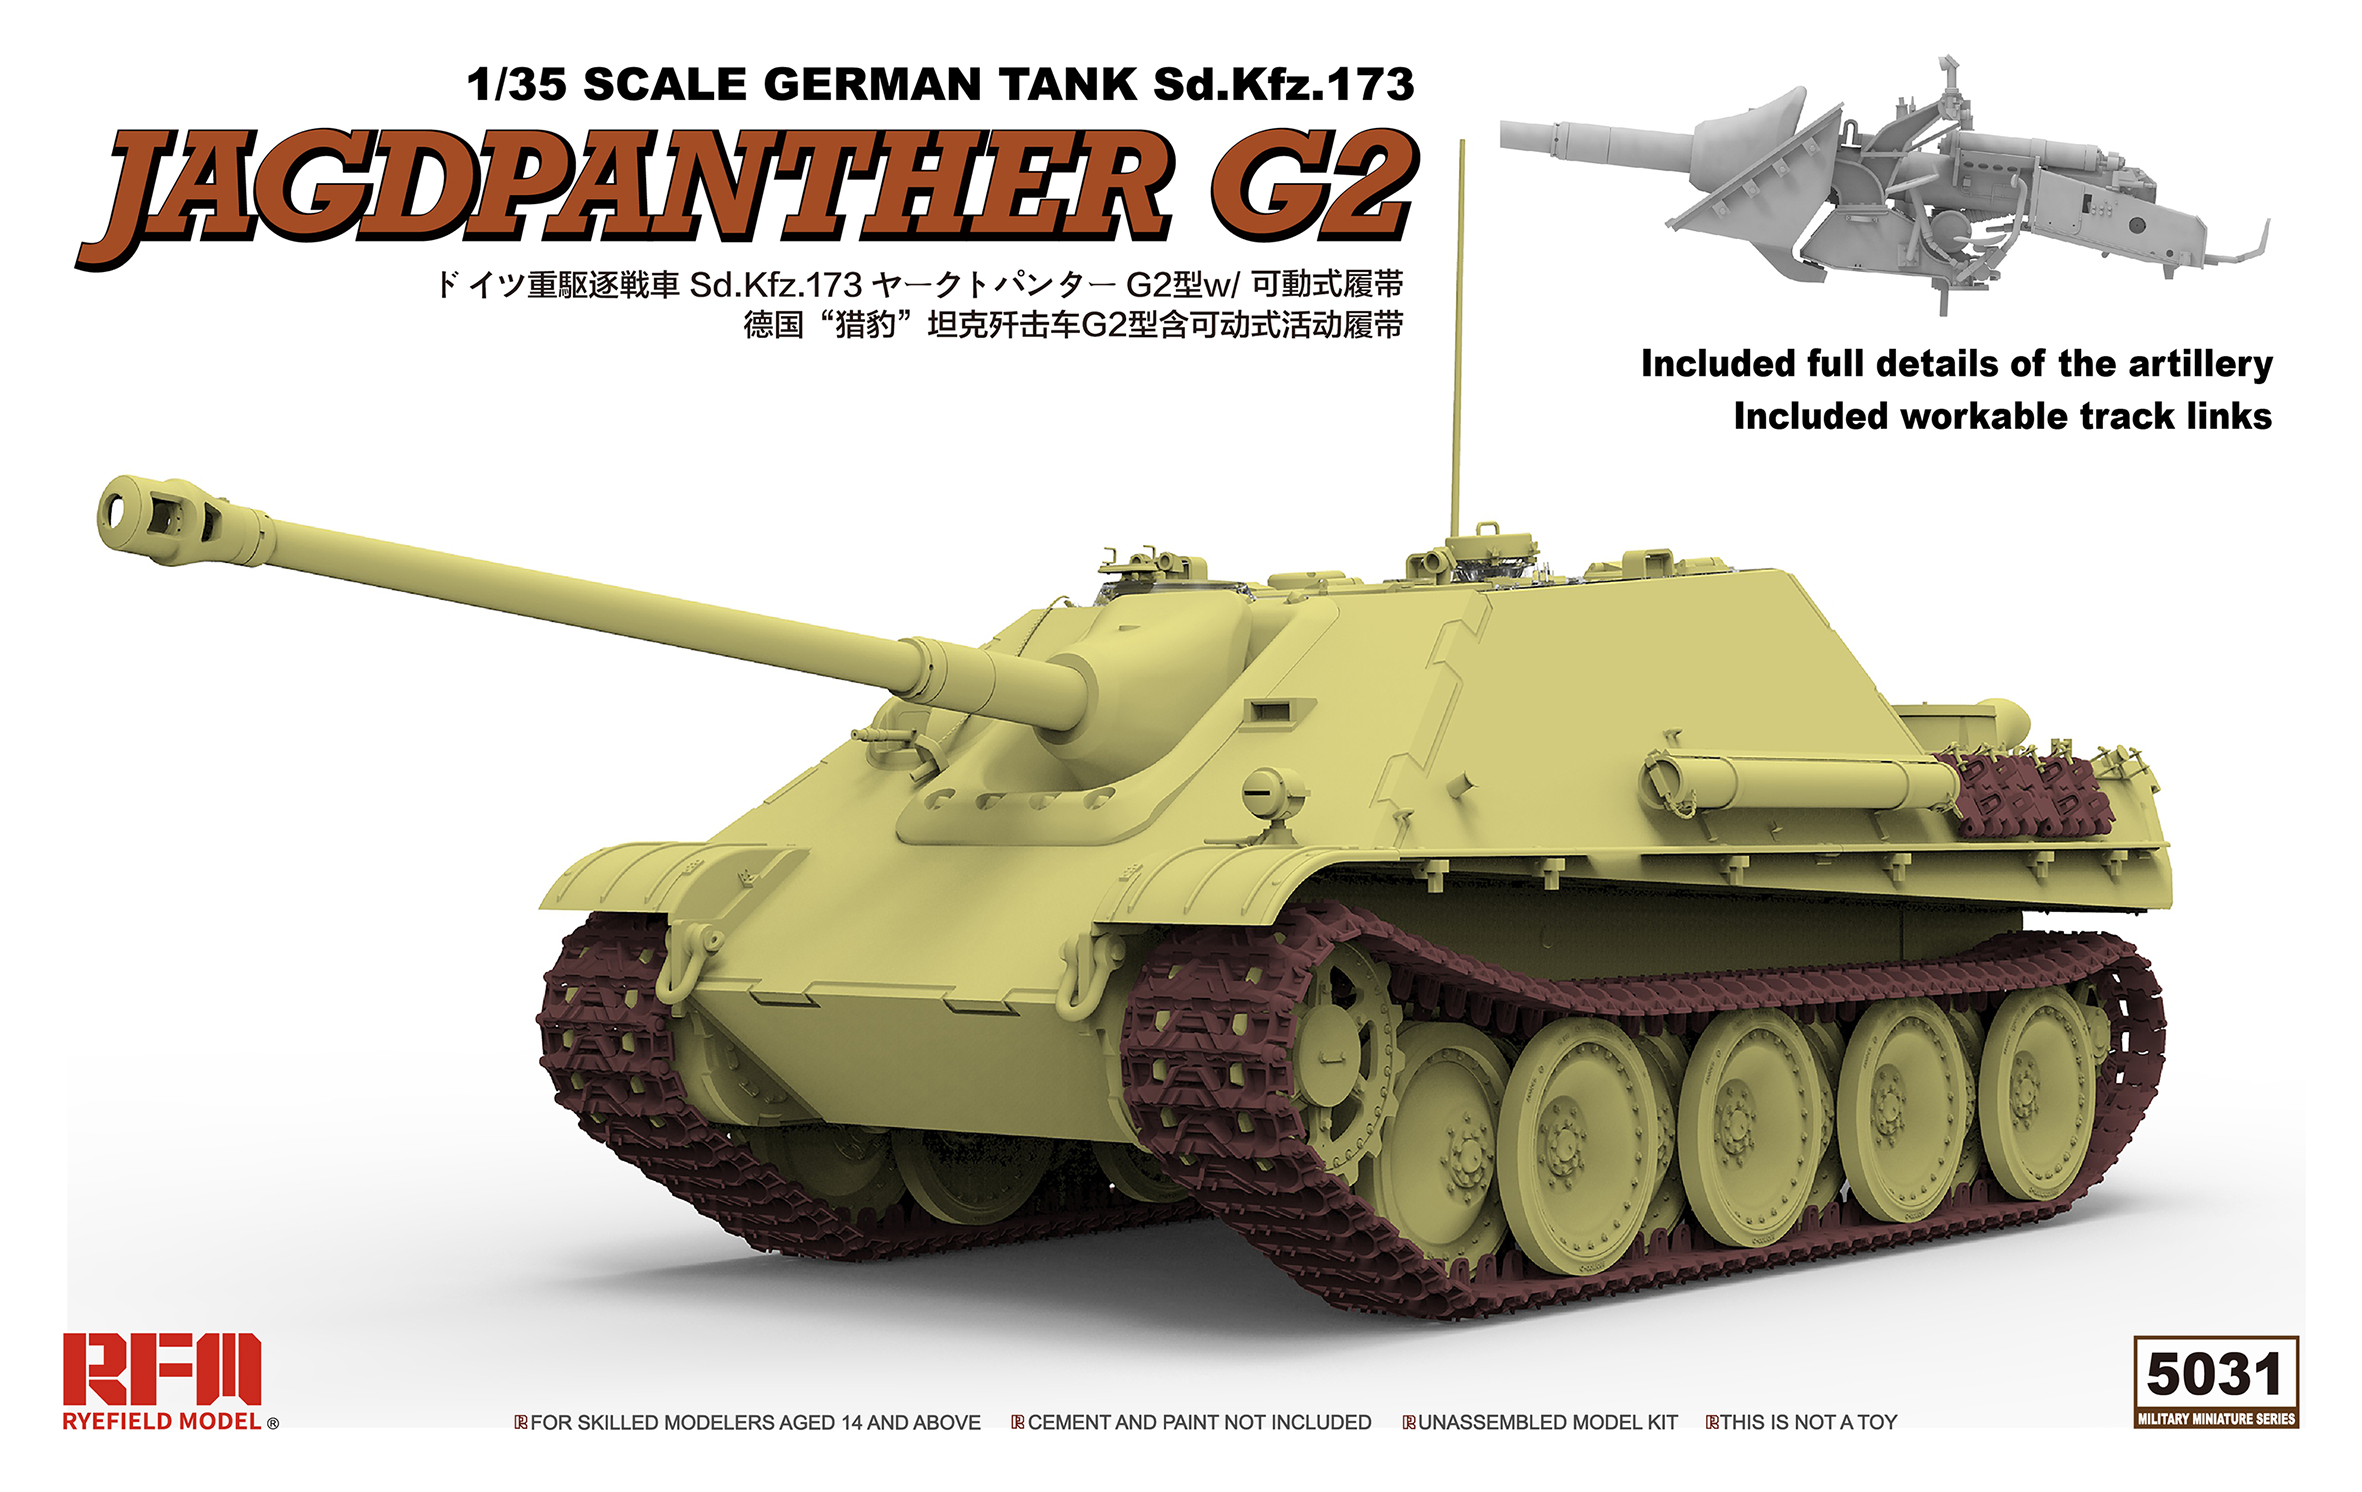 1/35 SCALE GERMAN TANK Sd.Kfz.173
JAGDPANTHER G2
ドイツ重駆逐戦車 Sd.Kfz.173 ヤークトパンター G2型w/ 可動式履帯
德国“猎豹”坦克歼击车G2型含可动式活动履带
Included full details of the artillery
Included workable track links
RFM
RYEFIELD MODEL®
FOR SKILLED MODELERS AGED 14 AND ABOVE
CEMENT AND PAINT NOT INCLUDED
UNASSEMBLED MODEL KIT
THIS IS NOT A TOY
5031
MILITARY MINIATURE SERIES